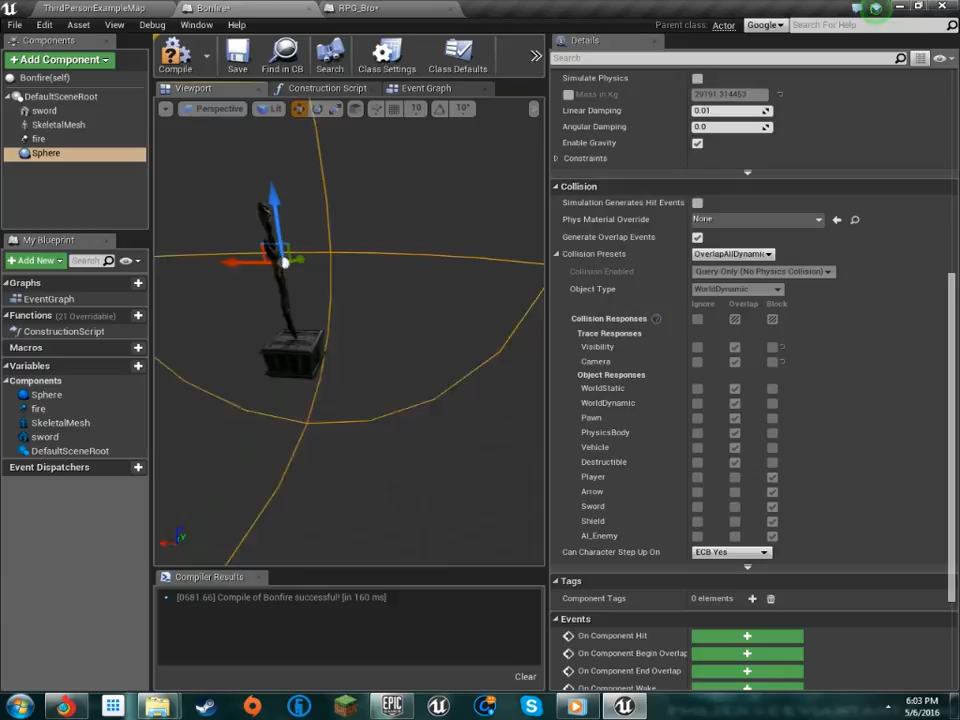 ThirdPersonExampleMap
Bonfire*
RPG_Bro*
File Edit Asset View Debug Window Help
Parent class: Actor
Google
Search For Help
Components
+ Add Component
Bonfire(self)
DefaultSceneRoot
sword
SkeletalMesh
fire
Sphere
My Blueprint
+ Add New
Search
Graphs
EventGraph
Functions (21 Overridable)
ConstructionScript
Macros
Variables
Components
Sphere
fire
SkeletalMesh
sword
DefaultSceneRoot
Event Dispatchers
Compile
Save
Find in CB
Search
Class Settings
Class Defaults
Viewport
Construction Script
Event Graph
Perspective
Lit
10
10°
Compiler Results
[0681.66] Compile of Bonfire successful! [in 160 ms]
Clear
Details
Search
Simulate Physics
Mass in Kg 29191.314453
Linear Damping 0.01
Angular Damping 0.0
Enable Gravity
Constraints
Collision
Simulation Generates Hit Events
Phys Material Override None
Generate Overlap Events
Collision Presets OverlapAllDynamic
Collision Enabled Query Only (No Physics Collision)
Object Type WorldDynamic
Ignore Overlap Block
Collision Responses
Trace Responses
Visibility
Camera
Object Responses
WorldStatic
WorldDynamic
Pawn
PhysicsBody
Vehicle
Destructible
Player
Arrow
Sword
Shield
AI_Enemy
Can Character Step Up On ECB Yes
Tags
Component Tags 0 elements
Events
On Component Hit
On Component Begin Overlap
On Component End Overlap
On Component Wake
EPIC
6:03 PM
5/6/2016